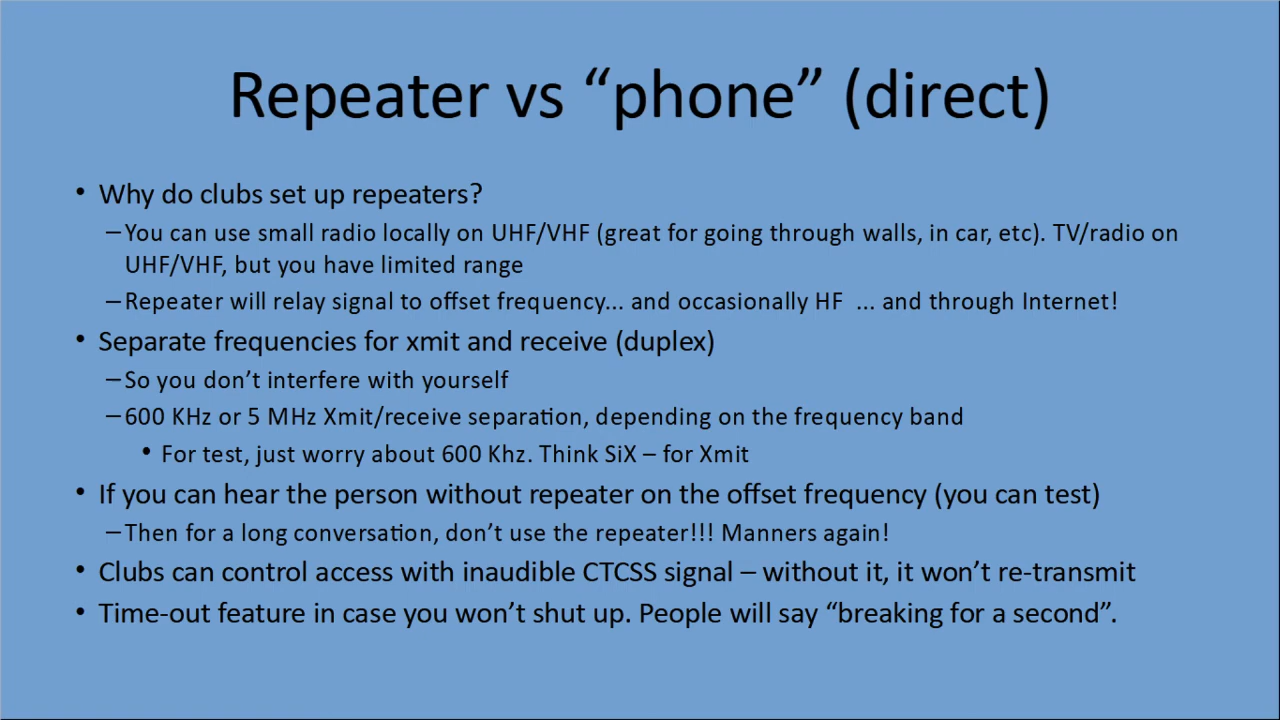 Repeater vs “phone” (direct)
• Why do clubs set up repeaters?
–You can use small radio locally on UHF/VHF (great for going through walls, in car, etc). TV/radio on
UHF/VHF, but you have limited range
–Repeater will relay signal to offset frequency... and occasionally HF ... and through Internet!
• Separate frequencies for xmit and receive (duplex)
–So you don’t interfere with yourself
–600 KHz or 5 MHz Xmit/receive separation, depending on the frequency band
• For test, just worry about 600 Khz. Think SiX – for Xmit
• If you can hear the person without repeater on the offset frequency (you can test)
–Then for a long conversation, don’t use the repeater!!! Manners again!
• Clubs can control access with inaudible CTCSS signal – without it, it won’t re-transmit
• Time-out feature in case you won’t shut up. People will say “breaking for a second”.